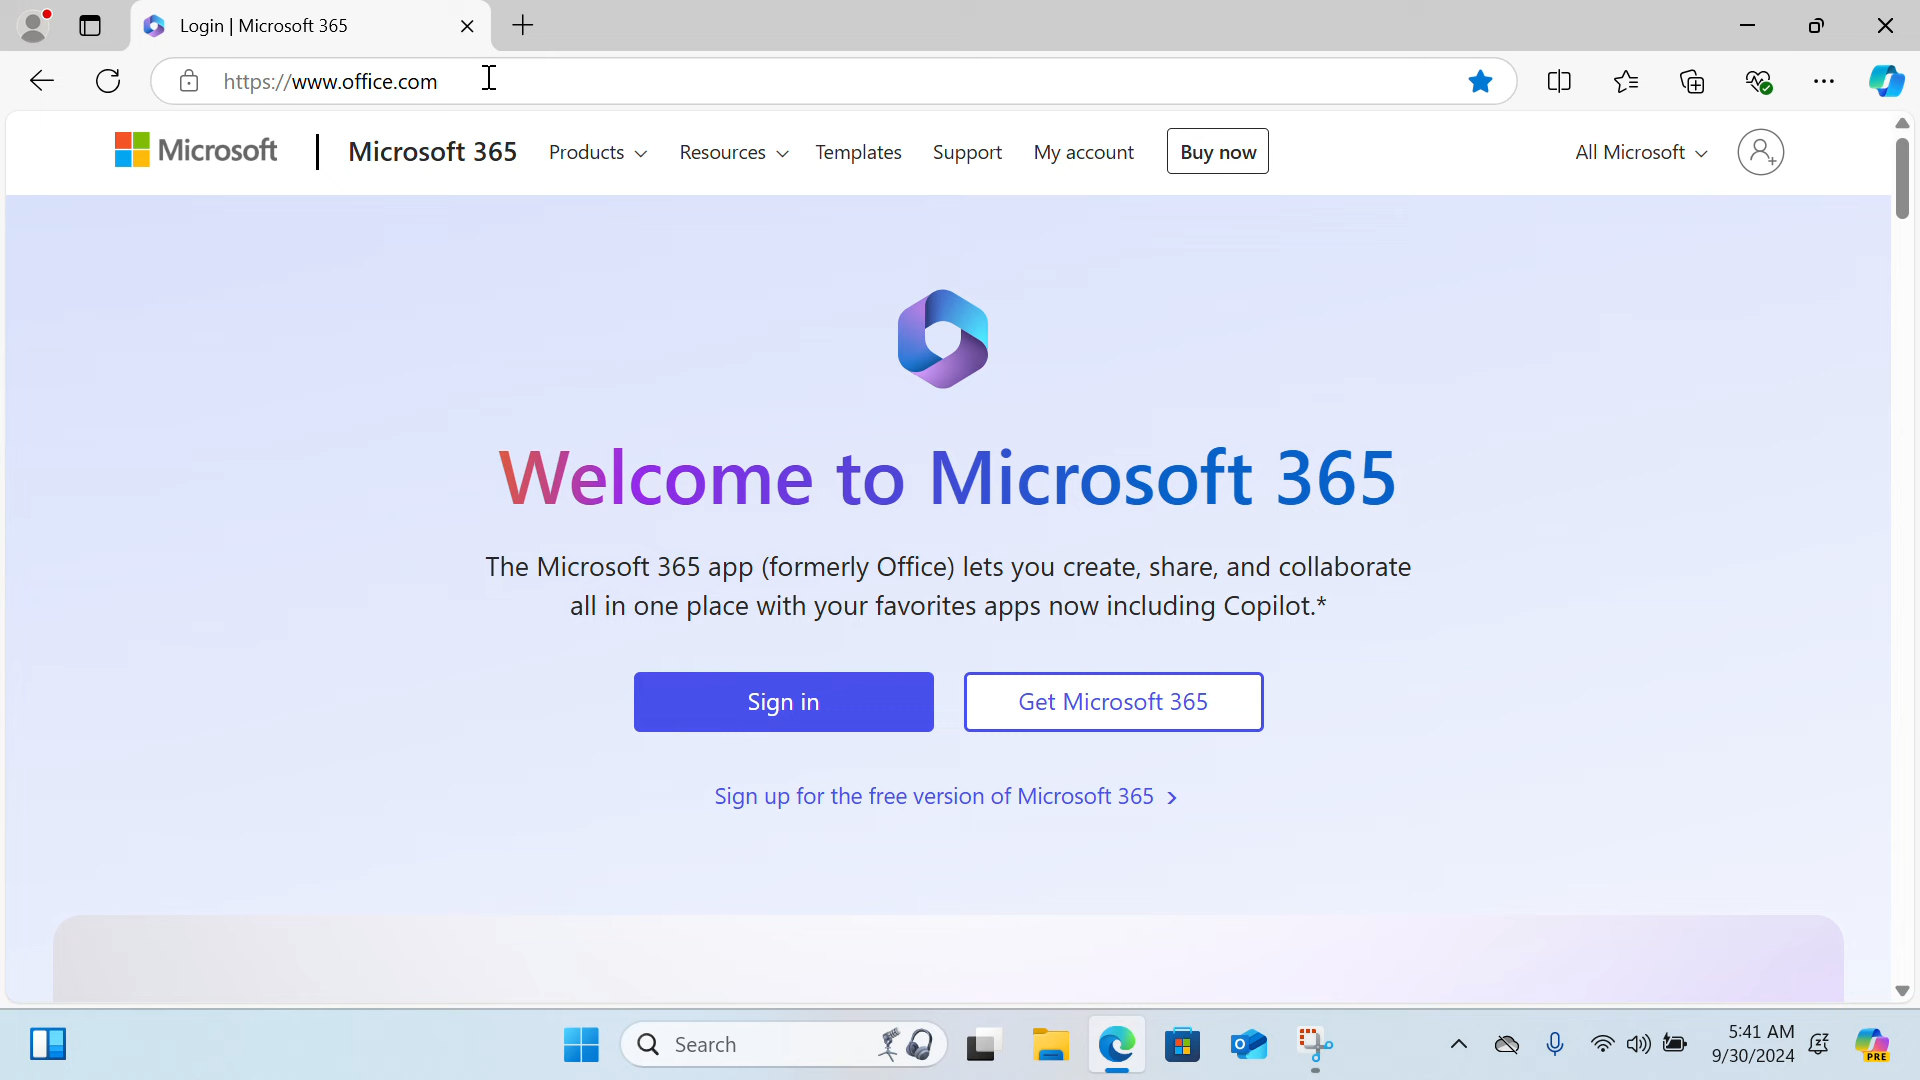 Login | Microsoft 365
https://www.office.com
Microsoft
Microsoft 365
Products
Resources
Templates
Support
My account
Buy now
All Microsoft
Welcome to Microsoft 365
The Microsoft 365 app (formerly Office) lets you create, share, and collaborate
all in one place with your favorites apps now including Copilot.*
Sign in
Get Microsoft 365
Sign up for the free version of Microsoft 365
Search
5:41 AM
9/30/2024
PRE